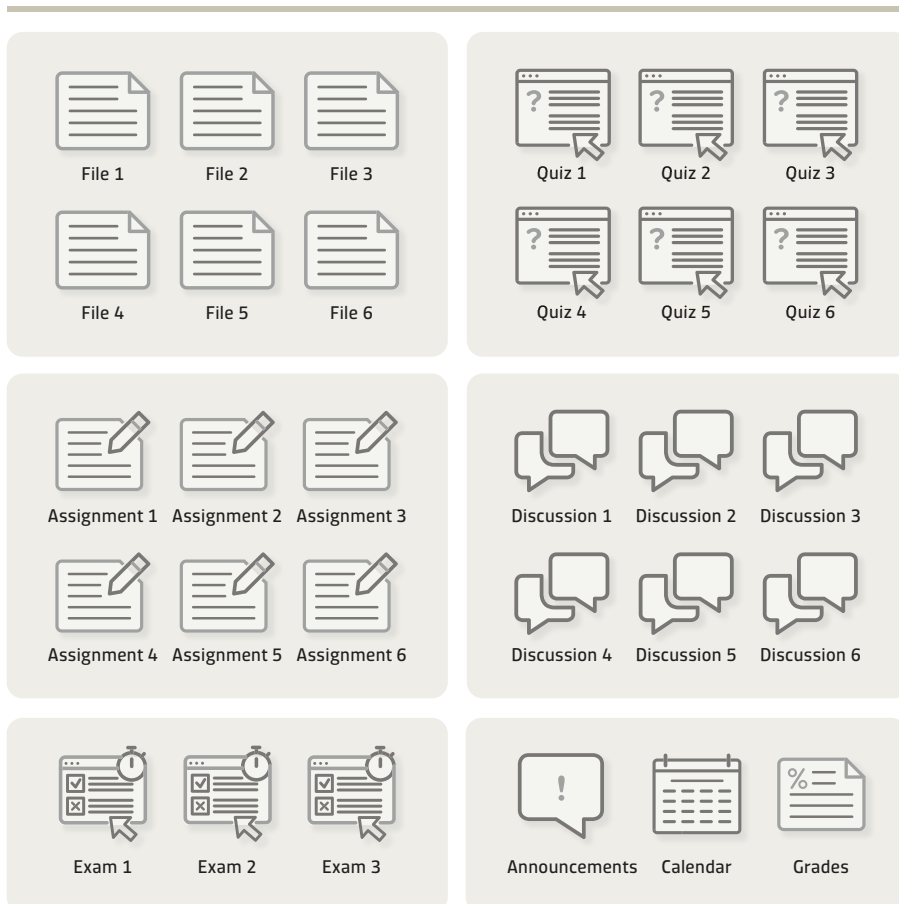 File 1 File 2 File 3
File 4 File 5 File 6
Quiz 1 Quiz 2 Quiz 3
Quiz 4 Quiz 5 Quiz 6
Assignment 1 Assignment 2 Assignment 3
Assignment 4 Assignment 5 Assignment 6
Discussion 1 Discussion 2 Discussion 3
Discussion 4 Discussion 5 Discussion 6
Exam 1 Exam 2 Exam 3
Announcements Calendar Grades